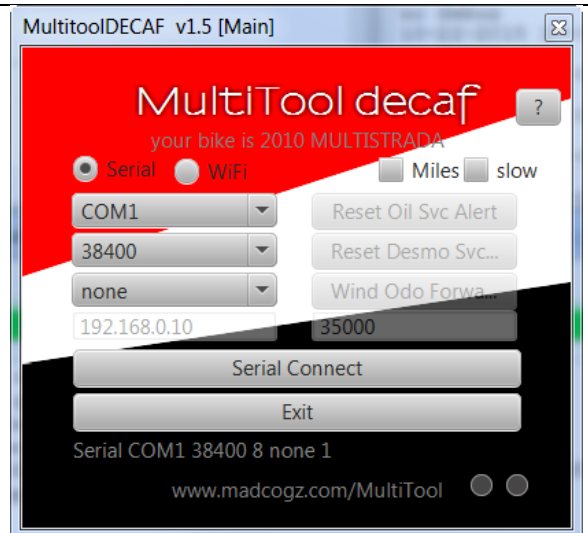 MultitoolDECAF v1.5 [Main]
MultiTool decaf
?
your bike is 2010 MULTISTRADA
Serial WiFi Miles slow
COM1 Reset Oil Svc Alert
38400 Reset Desmo Svc...
none Wind Odo Forwa...
192.168.0.10 35000
Serial Connect
Exit
Serial COM1 38400 8 none 1
www.madcogz.com/MultiTool